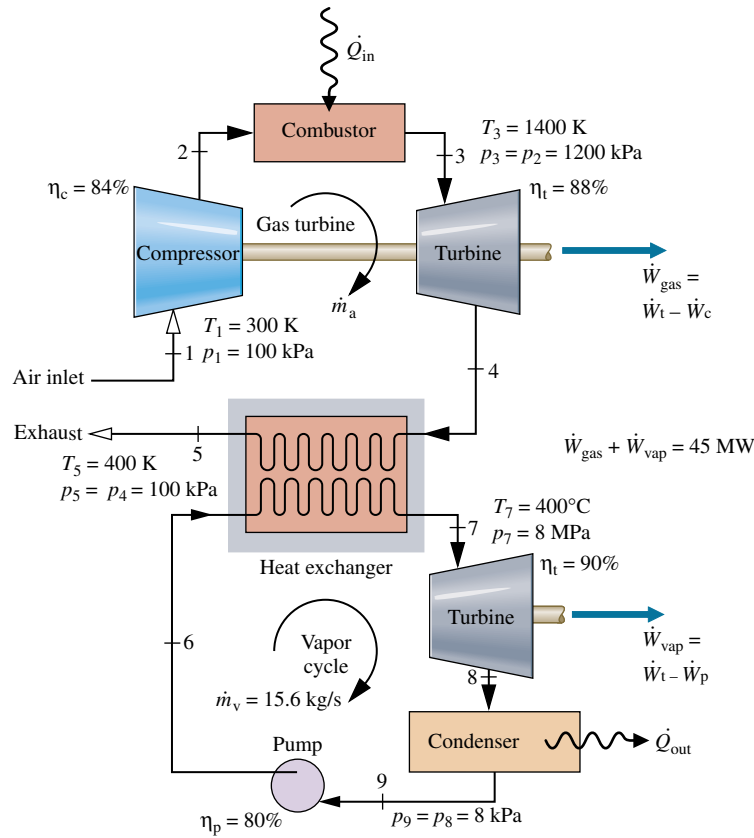 Q̇in
Combustor
T3 = 1400 K
p3 = p2 = 1200 kPa
2
3
ηc = 84%
ηt = 88%
Gas turbine
Compressor
Turbine
ṁa
Ẇgas =
Ẇt – Ẇc
T1 = 300 K
p1 = 100 kPa
1
Air inlet
4
Exhaust
5
T5 = 400 K
p5 = p4 = 100 kPa
Ẇgas + Ẇvap = 45 MW
T7 = 400°C
p7 = 8 MPa
7
Heat exchanger
ηt = 90%
Turbine
6
Vapor
cycle
ṁv = 15.6 kg/s
Ẇvap =
Ẇt – Ẇp
8
Condenser
Q̇out
Pump
9
ηp = 80%
p9 = p8 = 8 kPa